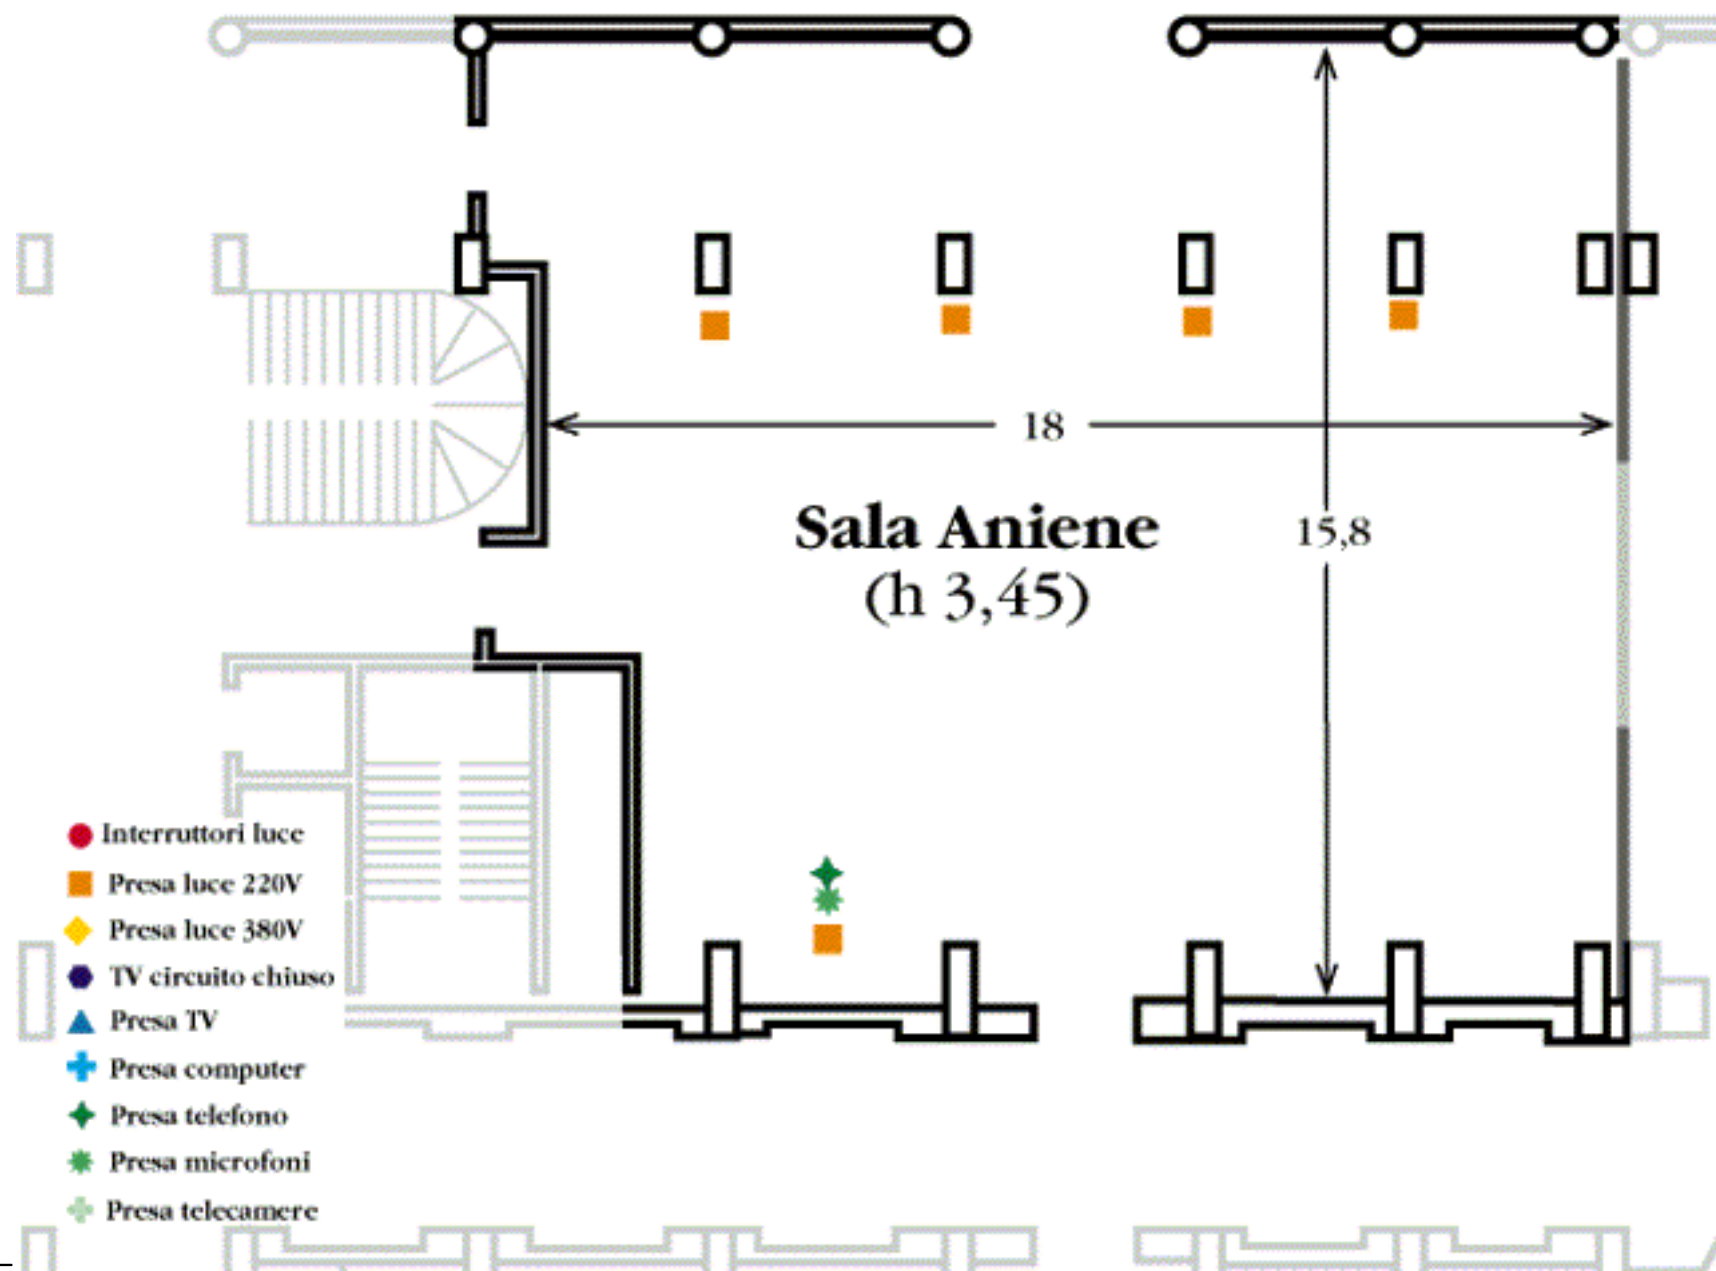 18
Sala Aniene
15,8
(h 3,45)
Interruttori luce
Presa luce 220V
Presa luce 380V
TV circuito chiuso
Presa TV
Presa computer
Presa telefono
Presa microfoni
Presa telecamere